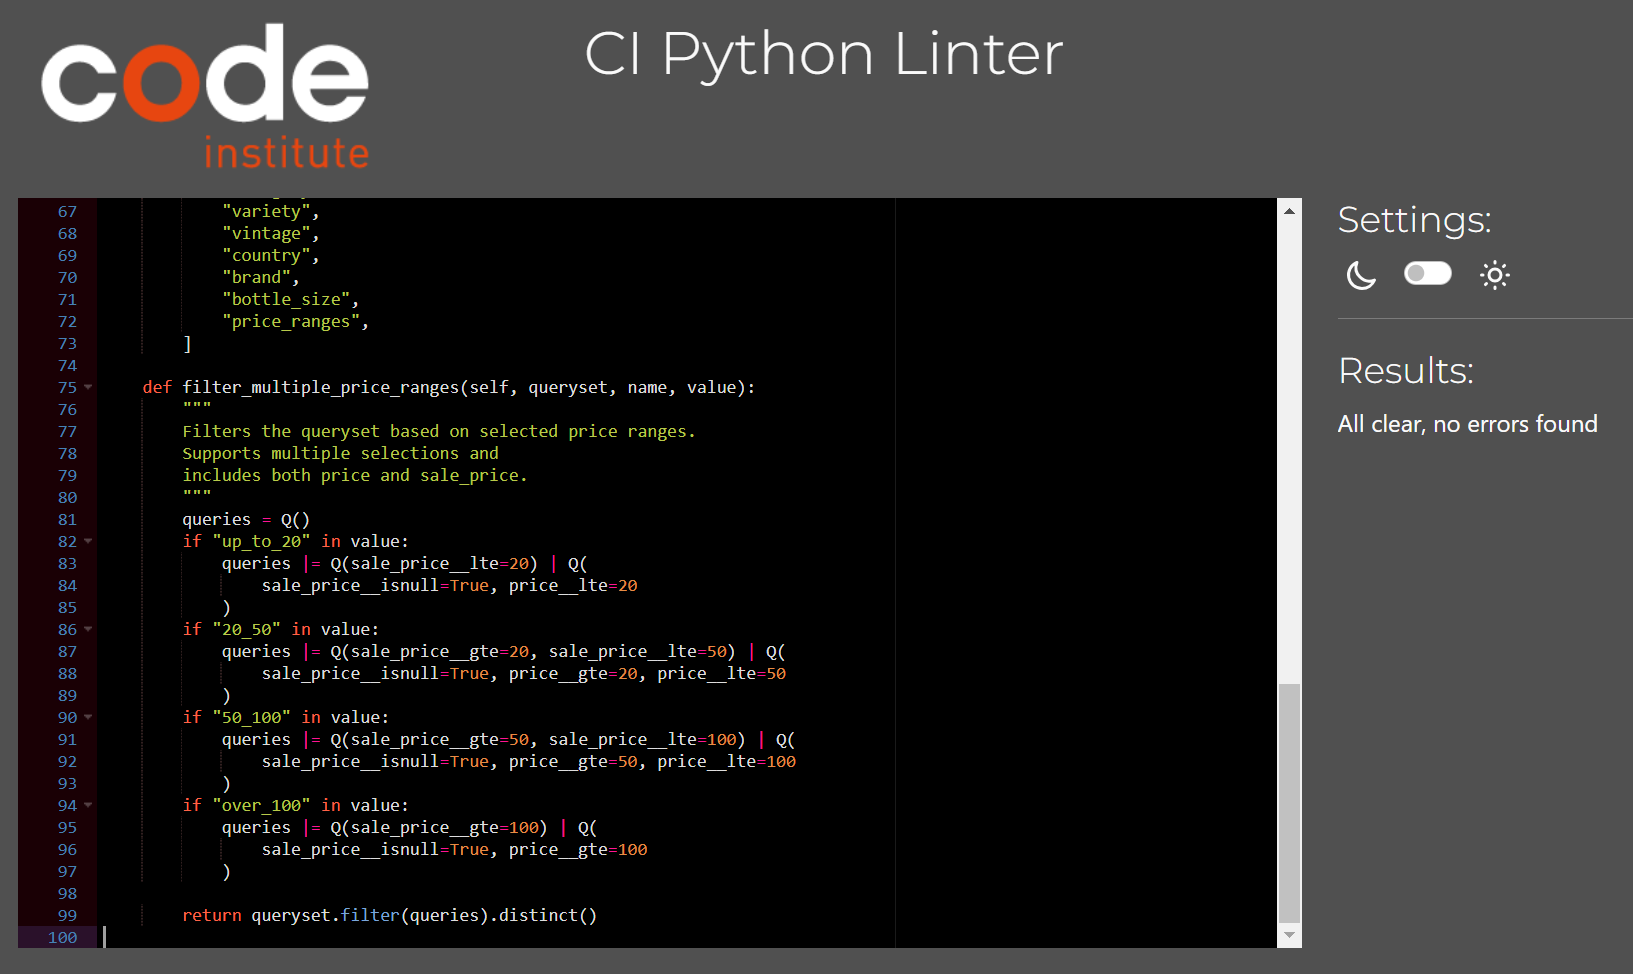 code
institute
CI Python Linter
67 "variety",
68 "vintage",
69 "country",
70 "brand",
71 "bottle_size",
72 "price_ranges",
73 ]
74
75 def filter_multiple_price_ranges(self, queryset, name, value):
76 """
77 Filters the queryset based on selected price ranges.
78 Supports multiple selections and
79 includes both price and sale_price.
80 """
81 queries = Q()
82 if "up_to_20" in value:
83 queries |= Q(sale_price__lte=20) | Q(
84 sale_price__isnull=True, price__lte=20
85 )
86 if "20_50" in value:
87 queries |= Q(sale_price__gte=20, sale_price__lte=50) | Q(
88 sale_price__isnull=True, price__gte=20, price__lte=50
89 )
90 if "50_100" in value:
91 queries |= Q(sale_price__gte=50, sale_price__lte=100) | Q(
92 sale_price__isnull=True, price__gte=50, price__lte=100
93 )
94 if "over_100" in value:
95 queries |= Q(sale_price__gte=100) | Q(
96 sale_price__isnull=True, price__gte=100
97 )
98
99 return queryset.filter(queries).distinct()
100
Settings:
Results:
All clear, no errors found